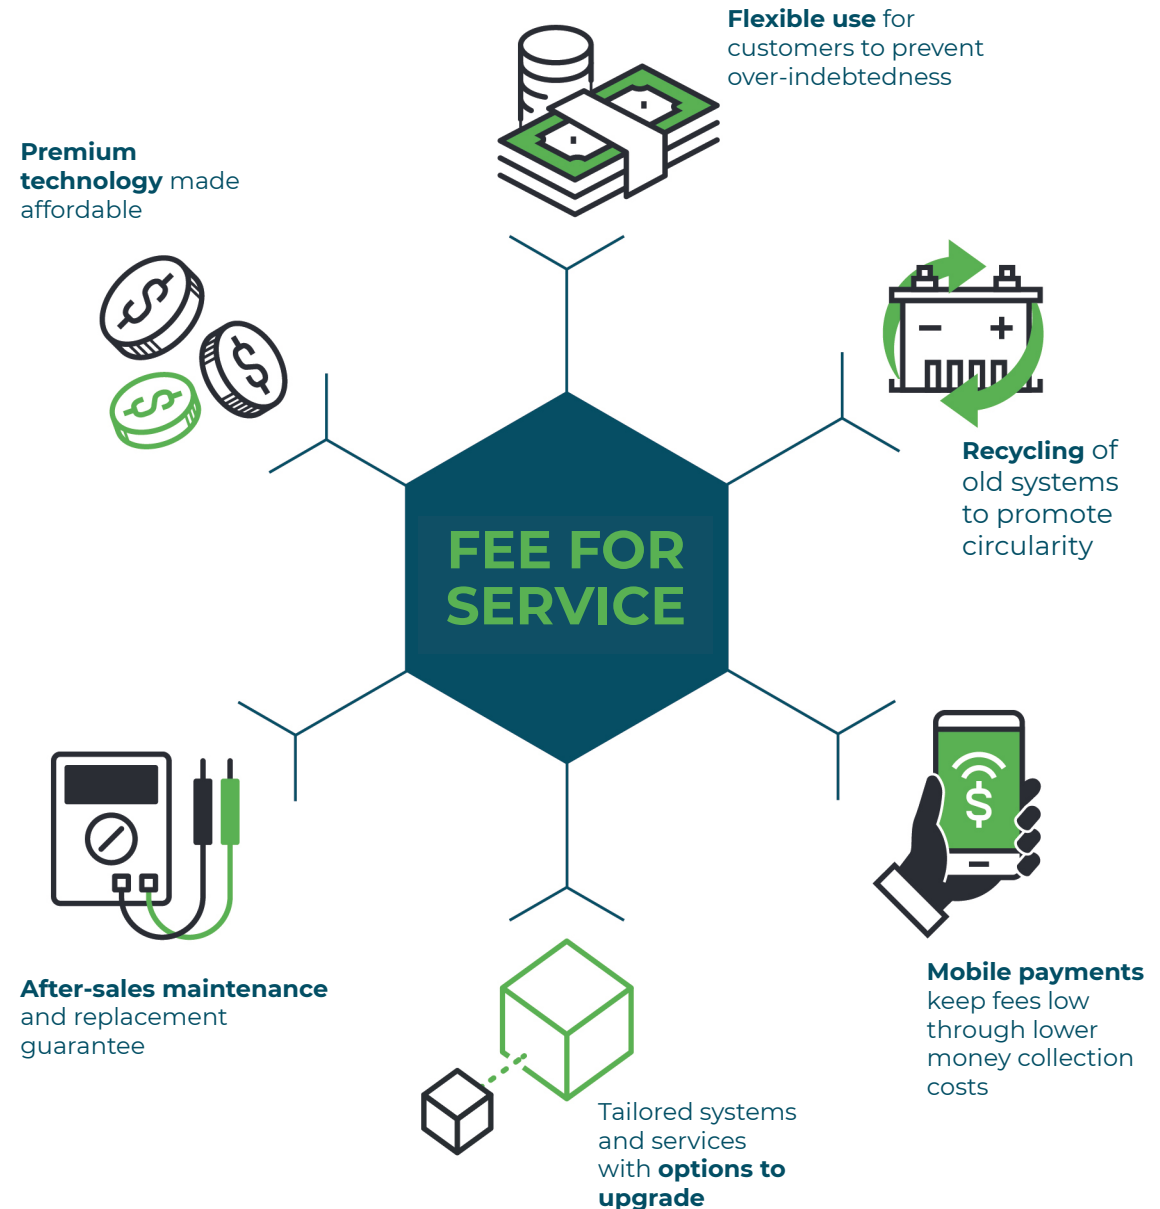 Flexible use for
customers to prevent
over-indebtedness
Premium
technology made
affordable
Recycling of
old systems
to promote
circularity
FEE FOR
SERVICE
After-sales maintenance
and replacement
guarantee
Mobile payments
keep fees low
through lower
money collection
costs
Tailored systems
and services
with options to
upgrade